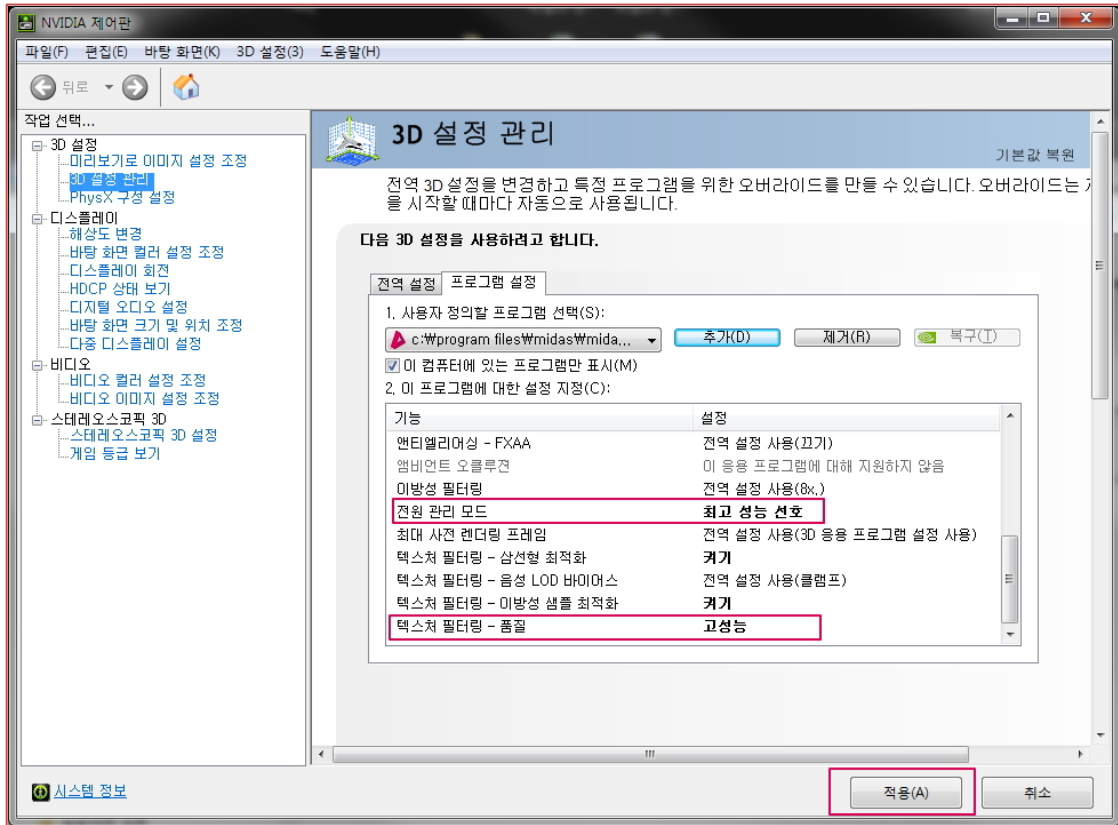 NVIDIA 제어판
파일(F) 편집(E) 바탕 화면(K) 3D 설정(3) 도움말(H)
뒤로
작업 선택...
3D 설정
미리보기로 이미지 설정 조정
3D 설정 관리
PhysX 구성 설정
디스플레이
해상도 변경
바탕 화면 컬러 설정 조정
디스플레이 회전
HDCP 상태 보기
디지털 오디오 설정
바탕 화면 크기 및 위치 조정
다중 디스플레이 설정
비디오
비디오 컬러 설정 조정
비디오 이미지 설정 조정
스테레오스코픽 3D
스테레오스코픽 3D 설정
게임 등급 보기
시스템 정보
3D 설정 관리
기본값 복원
전역 3D 설정을 변경하고 특정 프로그램을 위한 오버라이드를 만들 수 있습니다. 오버라이드는
을 시작할 때마다 자동으로 사용됩니다.
다음 3D 설정을 사용하려고 합니다.
전역 설정 프로그램 설정
1. 사용자 정의할 프로그램 선택(S):
c:₩program files₩midas₩mida... 추가(D) 제거(R) 복구(T)
이 컴퓨터에 있는 프로그램만 표시(M)
2. 이 프로그램에 대한 설정 지정(C):
기능 설정
앤티앨리어싱 - FXAA 전역 설정 사용(끄기)
앰비언트 오클루젼 이 응용 프로그램에 대해 지원하지 않음
이방성 필터링 전역 설정 사용(8x.)
전원 관리 모드 최고 성능 선호
최대 사전 렌더링 프레임 전역 설정 사용(3D 응용 프로그램 설정 사용)
텍스처 필터링 - 삼선형 최적화 켜기
텍스처 필터링 - 음성 LOD 바이어스 전역 설정 사용(클램프)
텍스처 필터링 - 이방성 샘플 최적화 켜기
텍스처 필터링 - 품질 고성능
적용(A) 취소